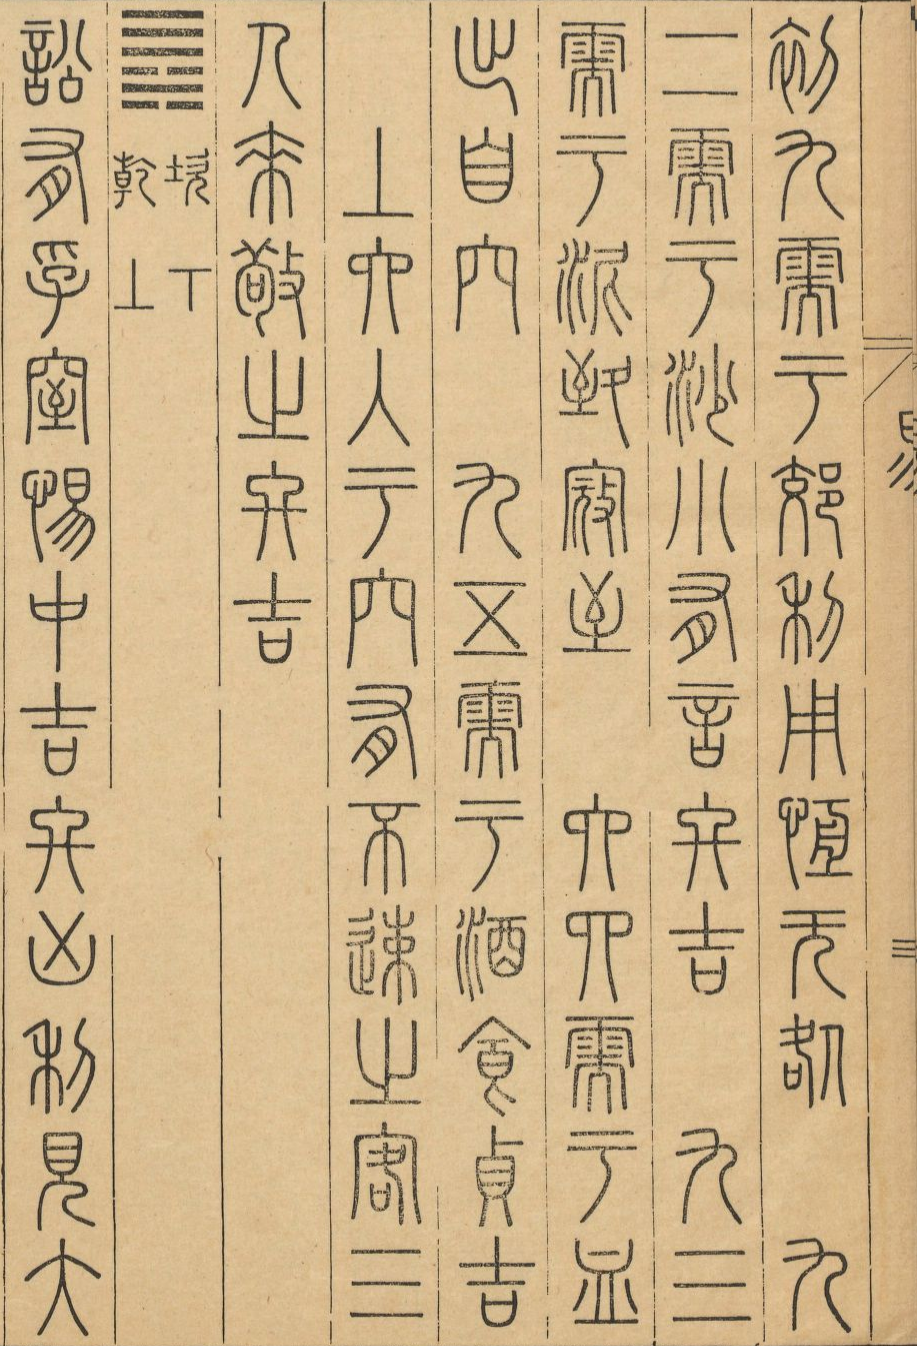 初九需于郊利用恆无咎 九
二需于沙小有言終吉 九三
需于泥致寇至 六四需于血
出自穴 九五需于酒食貞吉
上六入于穴有不速之客三
人來敬之終吉
坎下
乾上
訟有孚窒惕中吉終凶利見大
易